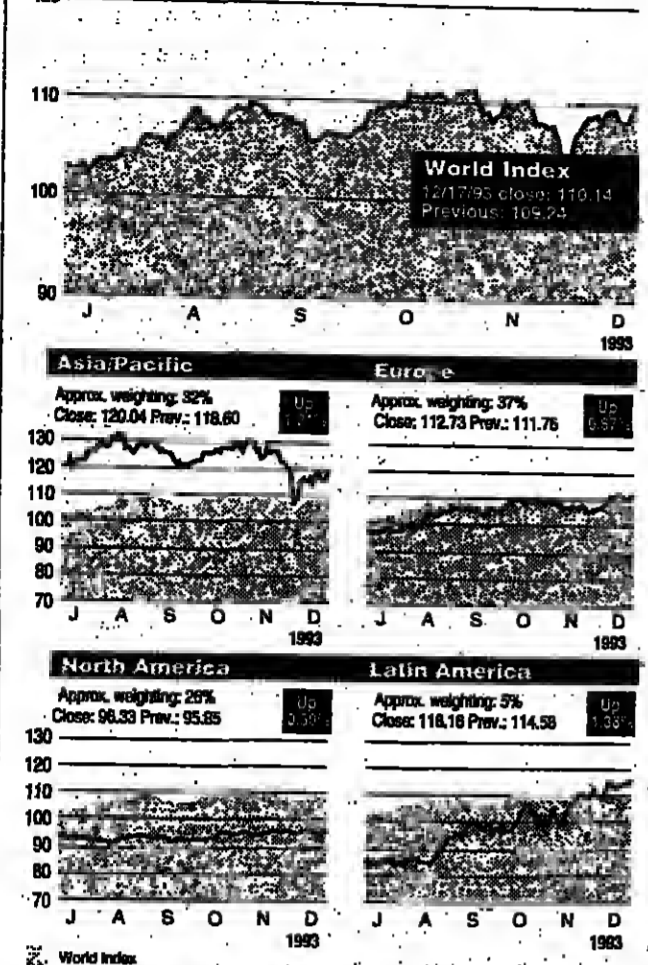 110
100
90
World Index
12/17/93 close: 110.14
Previous: 109.24
J A S O N D
1993
Asia/Pacific
Approx. weighting: 32%
Close: 120.04 Prev.: 118.60
Up
130
120
110
100
90
80
70
J A S O N D
1993
Europe
Approx. weighting: 37%
Close: 112.73 Prev.: 111.76
Up
0.87%
J A S O N D
1993
North America
Approx. weighting: 26%
Close: 96.33 Prev.: 95.85
Up
130
120
110
100
90
80
70
J A S O N D
1993
Latin America
Approx. weighting: 5%
Close: 116.16 Prev.: 114.58
Up
1.38%
J A S O N D
1993
World Index